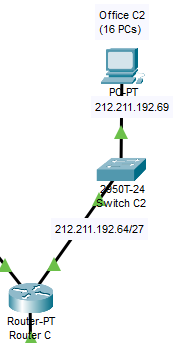 Office C2
(16 PCs)
PC-PT
212.211.192.69
2950T-24
Switch C2
212.211.192.64/27
Router-PT
Router C